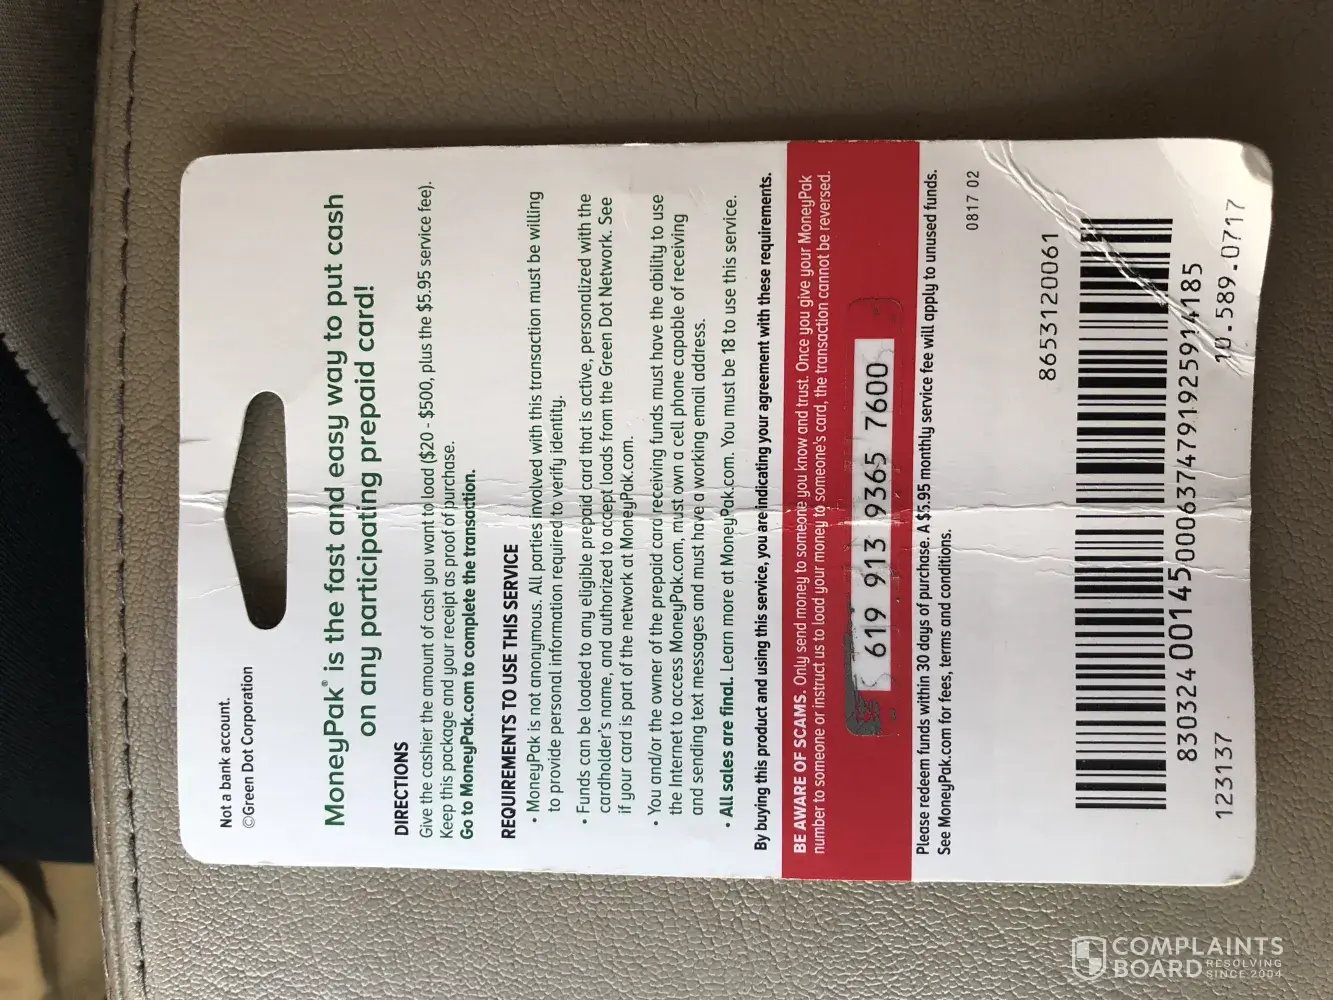 Not a bank account.
©Green Dot Corporation
MoneyPak® is the fast and easy way to put cash
on any participating prepaid card!
DIRECTIONS
Give the cashier the amount of cash you want to load ($20 - $500, plus the $5.95 service fee).
Keep this package and your receipt as proof of purchase.
Go to MoneyPak.com to complete the transaction.
REQUIREMENTS TO USE THIS SERVICE
• MoneyPak is not anonymous. All parties involved with this transaction must be willing
to provide personal information required to verify identity.
• Funds can be loaded to any eligible prepaid card that is active, personalized with the
cardholder's name, and authorized to accept loads from the Green Dot Network. See
if your card is part of the network at MoneyPak.com.
• You and/or the owner of the prepaid card receiving funds must have the ability to use
the Internet to access MoneyPak.com, must own a cell phone capable of receiving
and sending text messages and must have a working email address.
• All sales are final. Learn more at MoneyPak.com. You must be 18 to use this service.
By buying this product and using this service, you are indicating your agreement with these requirements.
BE AWARE OF SCAMS. Only send money to someone you know and trust. Once you give your MoneyPak
number to someone or instruct us to load your money to someone's card, the transaction cannot be reversed.
619 913 9365 7600
Please redeem funds within 30 days of purchase. A $5.95 monthly service fee will apply to unused funds.
See MoneyPak.com for fees, terms and conditions.
0817 02
8653120061
830324 00145 0006374791925914185
123137
10.589.0717
COMPLAINTS
BOARD RESOLVING
SINCE 2004